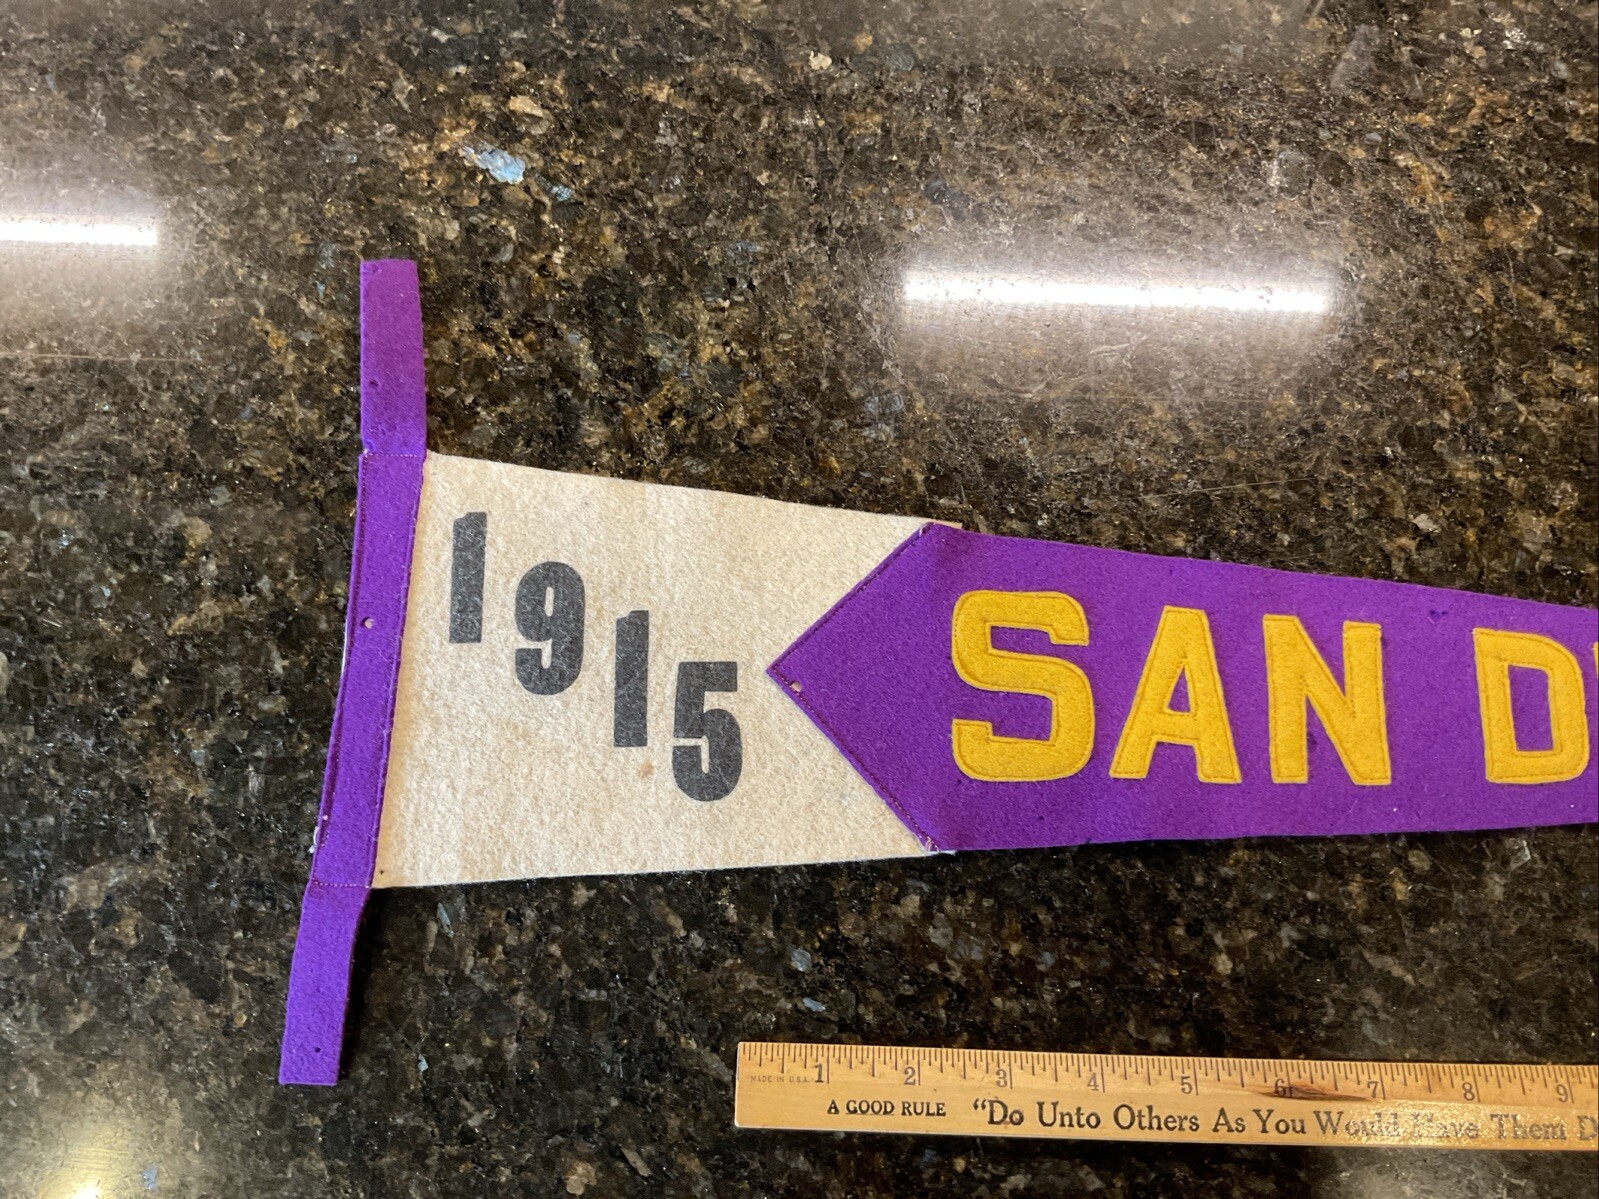 1915
SAN D
MADE IN U.S.A.
1 2 3 4 5 6 7 8 9
A GOOD RULE "Do Unto Others As You Would Have Them D